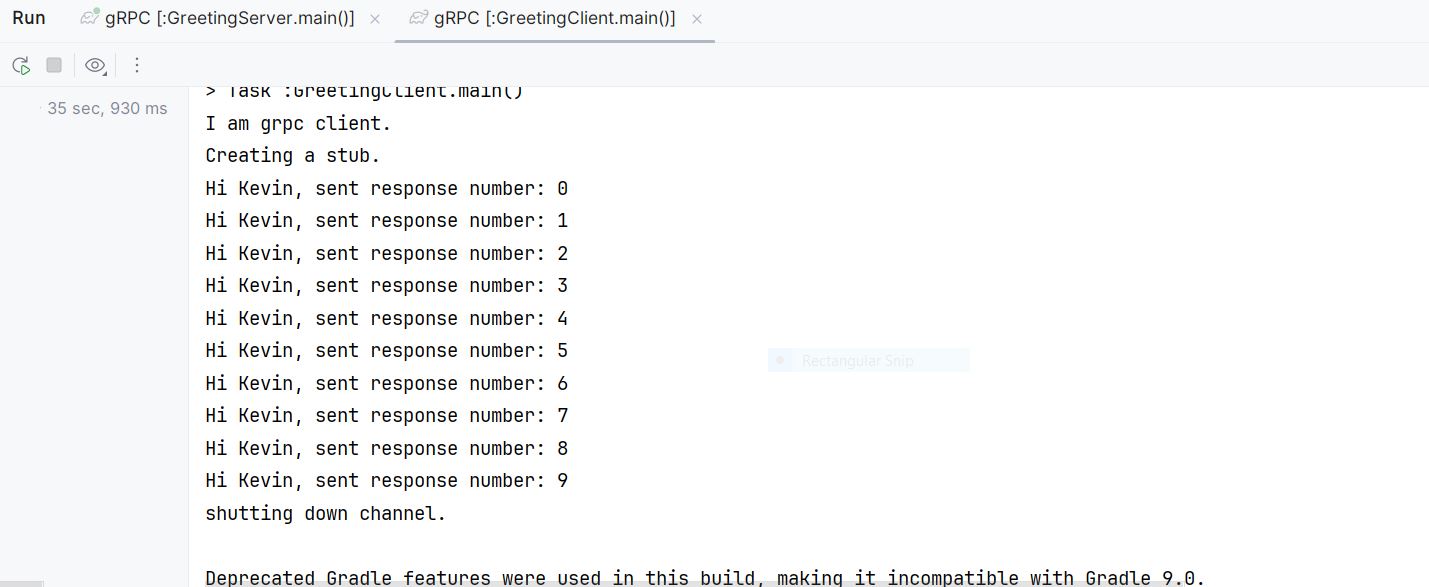 Run gRPC [:GreetingServer.main()] gRPC [:GreetingClient.main()]
35 sec, 930 ms
> Task :GreetingClient.main()
I am grpc client.
Creating a stub.
Hi Kevin, sent response number: 0
Hi Kevin, sent response number: 1
Hi Kevin, sent response number: 2
Hi Kevin, sent response number: 3
Hi Kevin, sent response number: 4
Hi Kevin, sent response number: 5
Rectangular Snip
Hi Kevin, sent response number: 6
Hi Kevin, sent response number: 7
Hi Kevin, sent response number: 8
Hi Kevin, sent response number: 9
shutting down channel.
Deprecated Gradle features were used in this build, making it incompatible with Gradle 9.0.